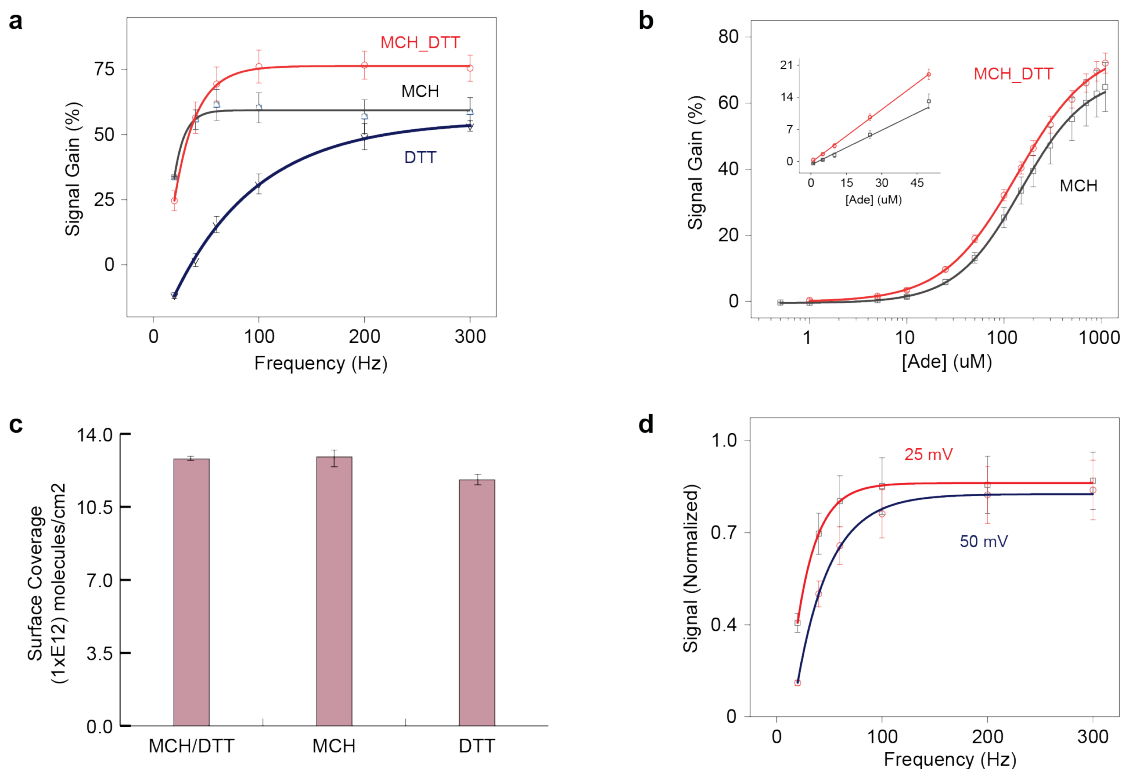 a
MCH_DTT
MCH
DTT
75
50
25
0
Signal Gain (%)
0
100
200
300
Frequency (Hz)
b
MCH_DTT
MCH
80
60
40
20
0
Signal Gain (%)
21
14
7
0
0
15
30
45
[Ade] (uM)
1
10
100
1000
[Ade] (uM)
c
14.0
10.5
7.0
3.5
0.0
Surface Coverage
(1xE12) molecules/cm2
MCH/DTT
MCH
DTT
d
25 mV
50 mV
1.0
0.7
0.4
0
Signal (Normalized)
0
100
200
300
Frequency (Hz)